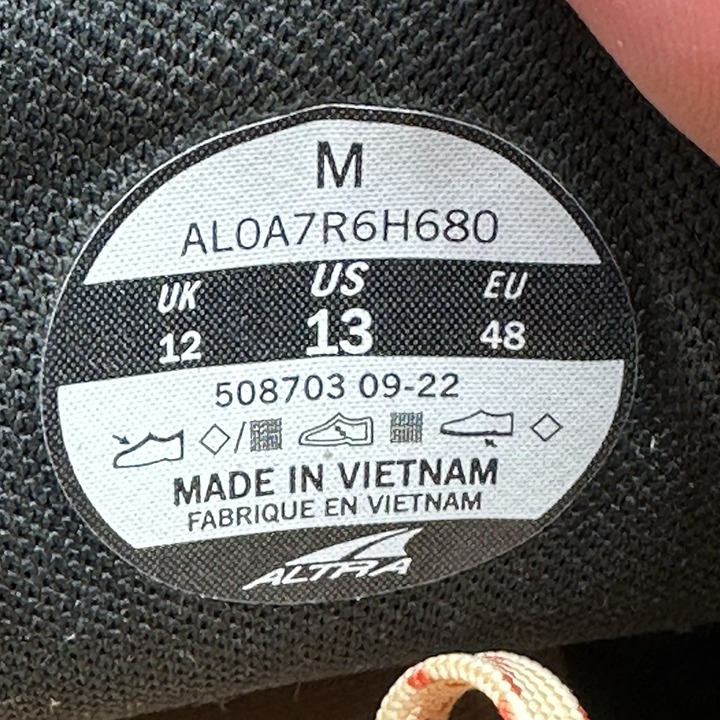 M
AL0A7R6H680
UK US EU
12 13 48
508703 09-22
MADE IN VIETNAM
FABRIQUE EN VIETNAM
ALTRA